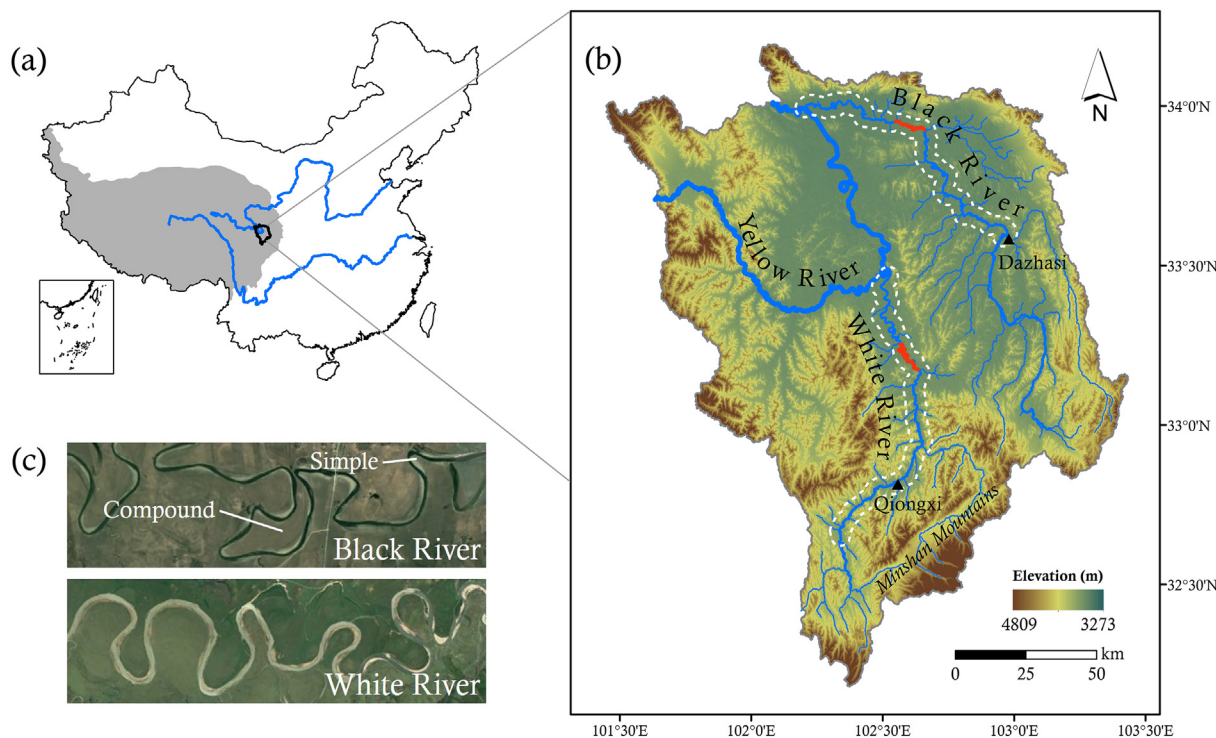 (a)
(b)
N
Black River
Yellow River
White River
Dazhasi
Qiongxi
Minshan Mountains
34°0'N
33°30'N
33°0'N
32°30'N
Elevation (m)
4809 3273
km
0 25 50
101°30'E 102°0'E 102°30'E 103°0'E 103°30'E
(c)
Simple
Compound
Black River
White River